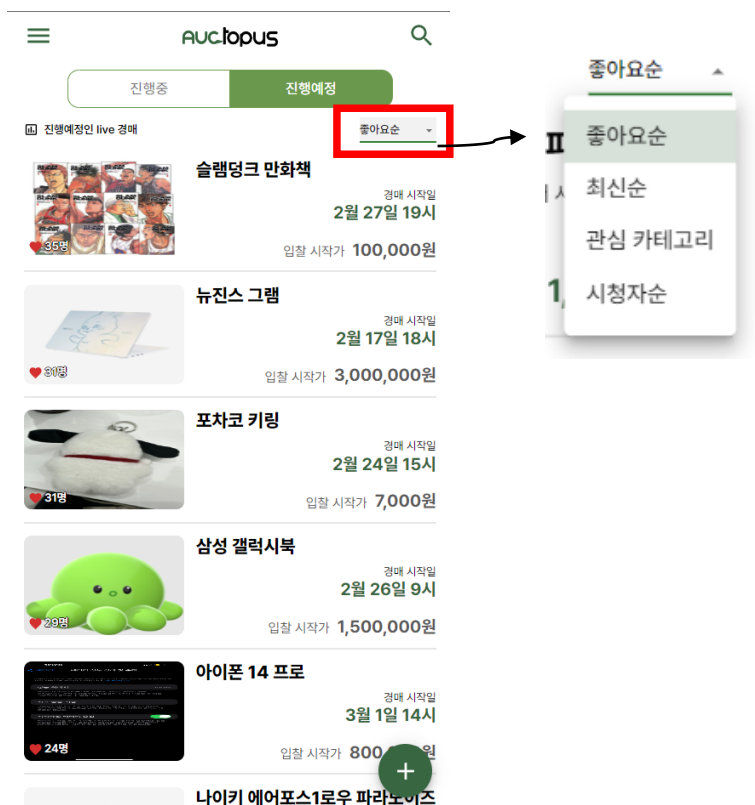 Auctopus
진행중
진행예정
진행예정인 live 경매
좋아요순
슬램덩크 만화책
경매 시작일
2월 27일 19시
35명
입찰 시작가 100,000원
뉴진스 그램
경매 시작일
2월 17일 18시
31명
입찰 시작가 3,000,000원
포차코 키링
경매 시작일
2월 24일 15시
31명
입찰 시작가 7,000원
삼성 갤럭시북
경매 시작일
2월 26일 9시
29명
입찰 시작가 1,500,000원
아이폰 14 프로
경매 시작일
3월 1일 14시
24명
입찰 시작가 800
원
나이키 에어포스1로우 파라노이즈
좋아요순
좋아요순
최신순
관심 카테고리
시청자순